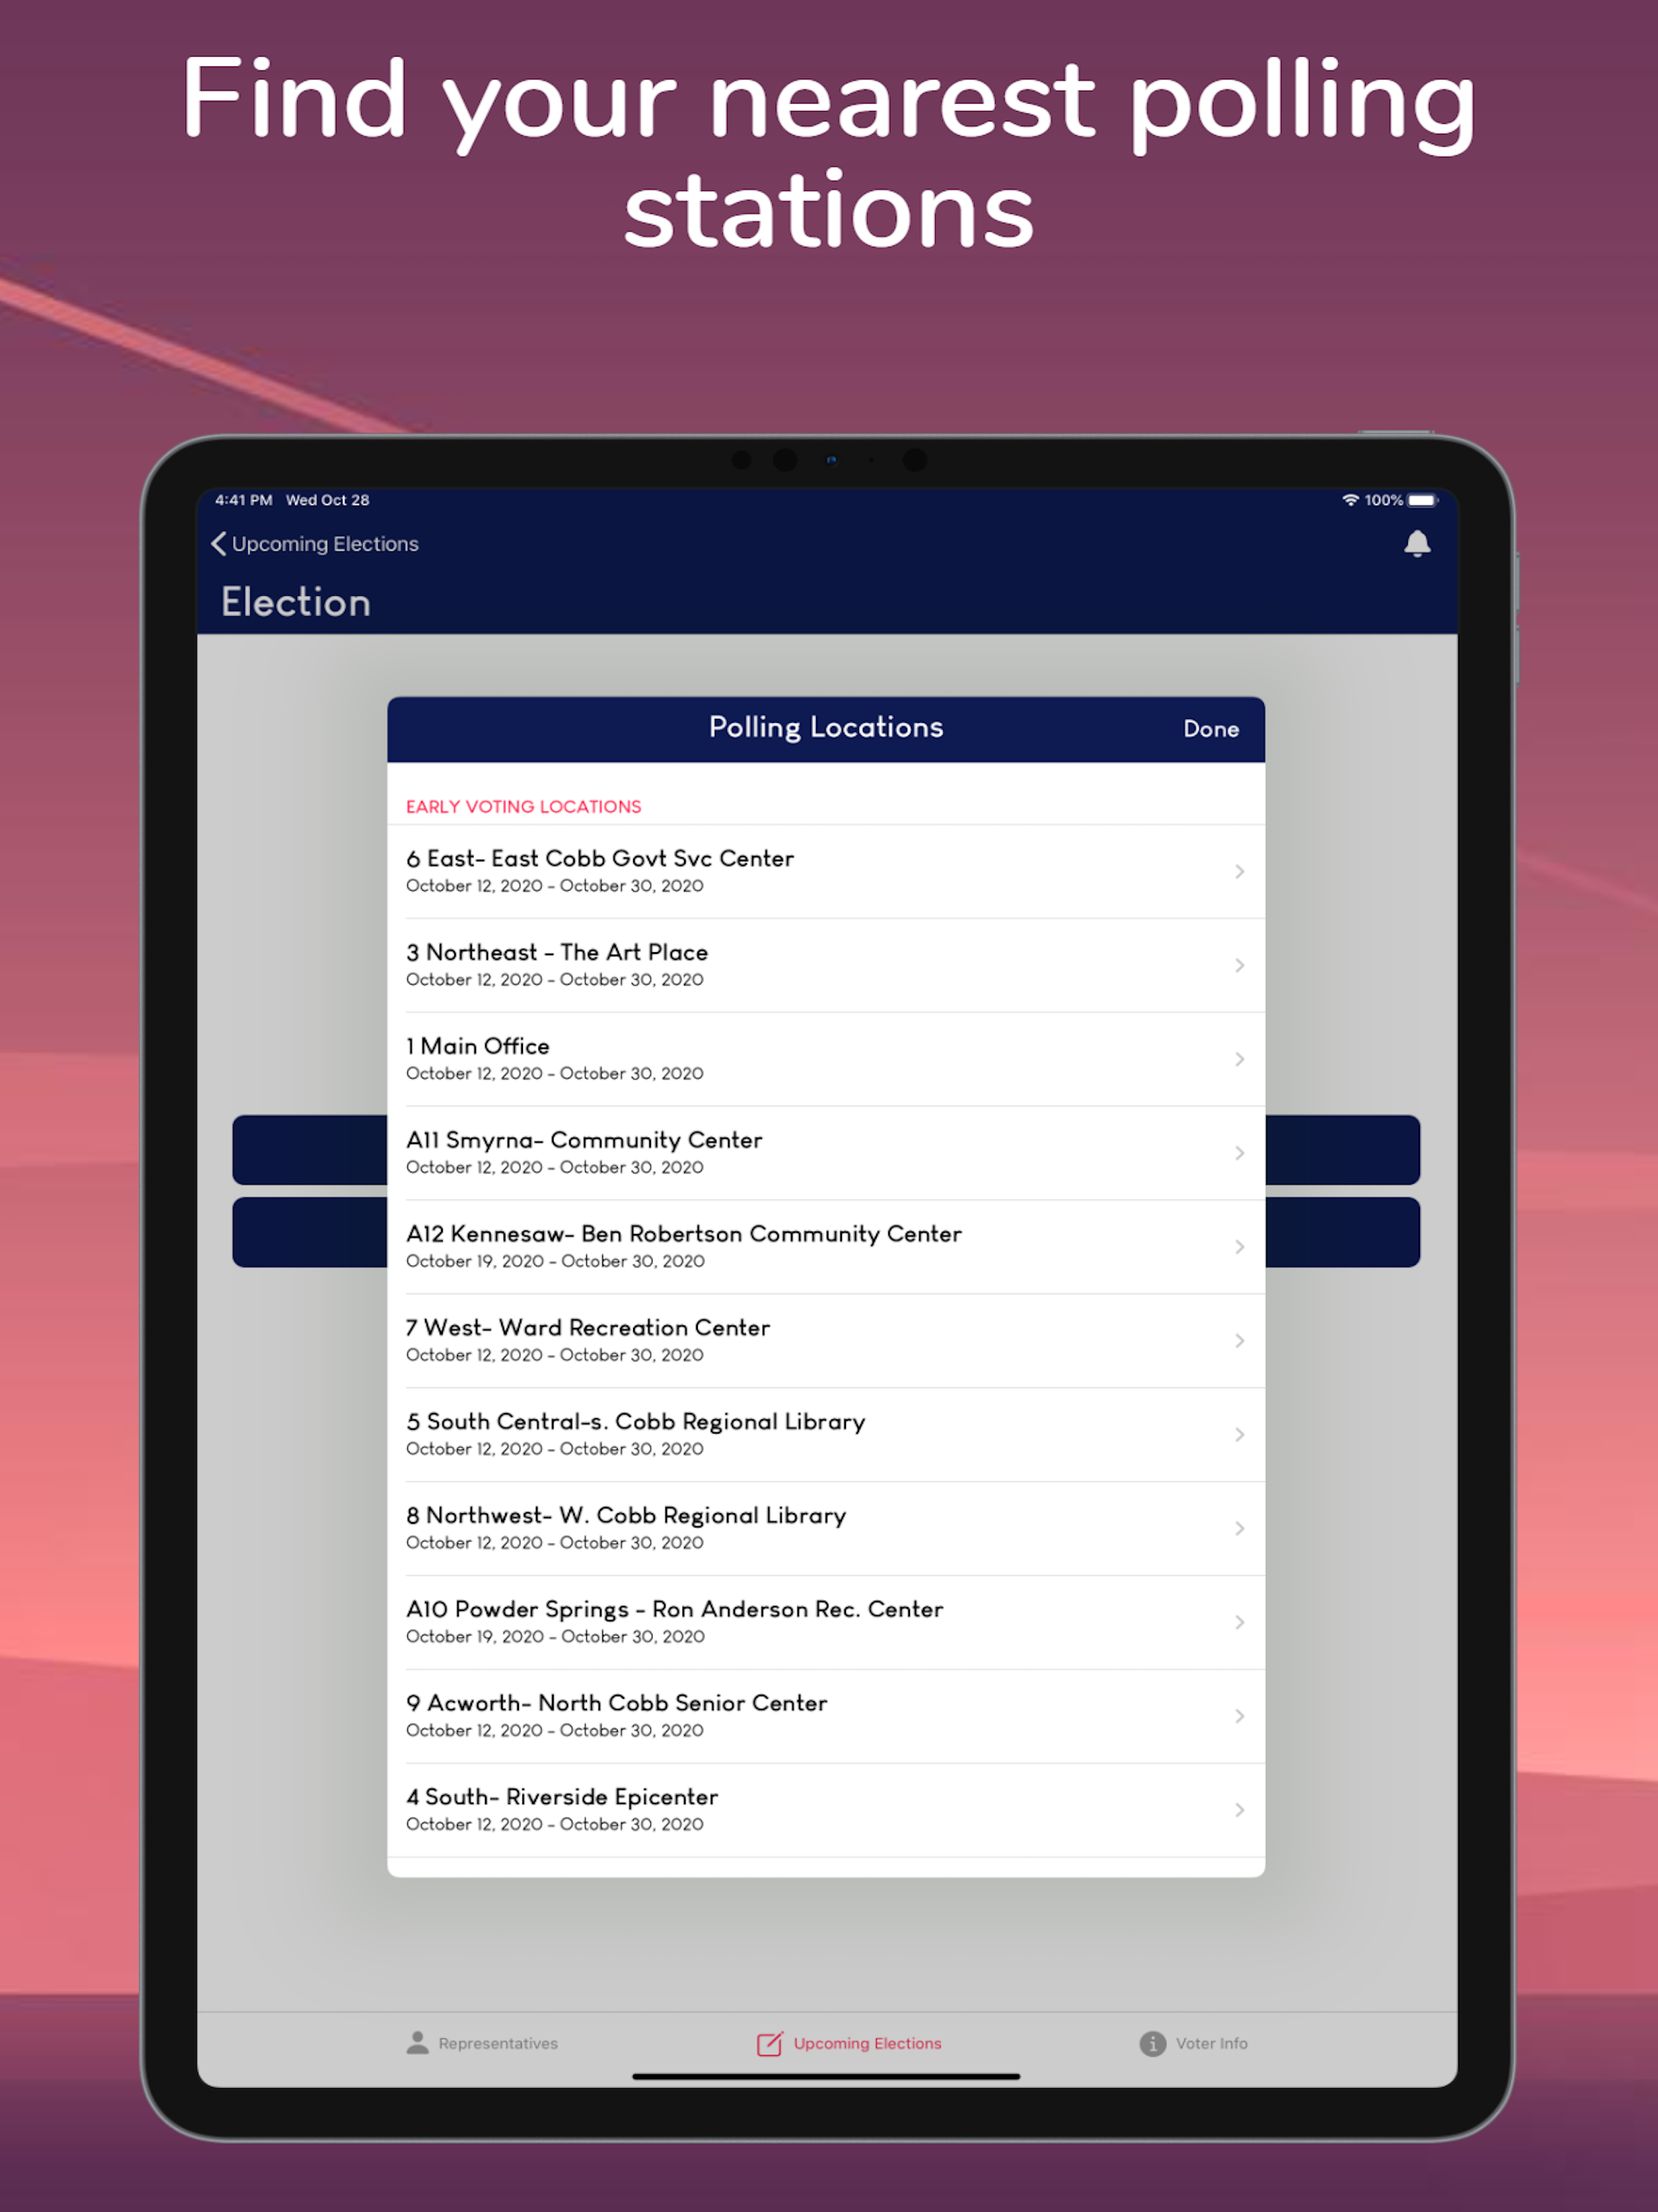 Find your nearest polling
stations
4:41 PM Wed Oct 28
100%
Upcoming Elections
Election
Polling Locations
Done
EARLY VOTING LOCATIONS
6 East- East Cobb Govt Svc Center
October 12, 2020 - October 30, 2020
3 Northeast - The Art Place
October 12, 2020 - October 30, 2020
1 Main Office
October 12, 2020 - October 30, 2020
A11 Smyrna- Community Center
October 12, 2020 - October 30, 2020
A12 Kennesaw- Ben Robertson Community Center
October 19, 2020 - October 30, 2020
7 West- Ward Recreation Center
October 12, 2020 - October 30, 2020
5 South Central-s. Cobb Regional Library
October 12, 2020 - October 30, 2020
8 Northwest- W. Cobb Regional Library
October 12, 2020 - October 30, 2020
A10 Powder Springs - Ron Anderson Rec. Center
October 19, 2020 - October 30, 2020
9 Acworth- North Cobb Senior Center
October 12, 2020 - October 30, 2020
4 South- Riverside Epicenter
October 12, 2020 - October 30, 2020
Representatives
Upcoming Elections
Voter Info